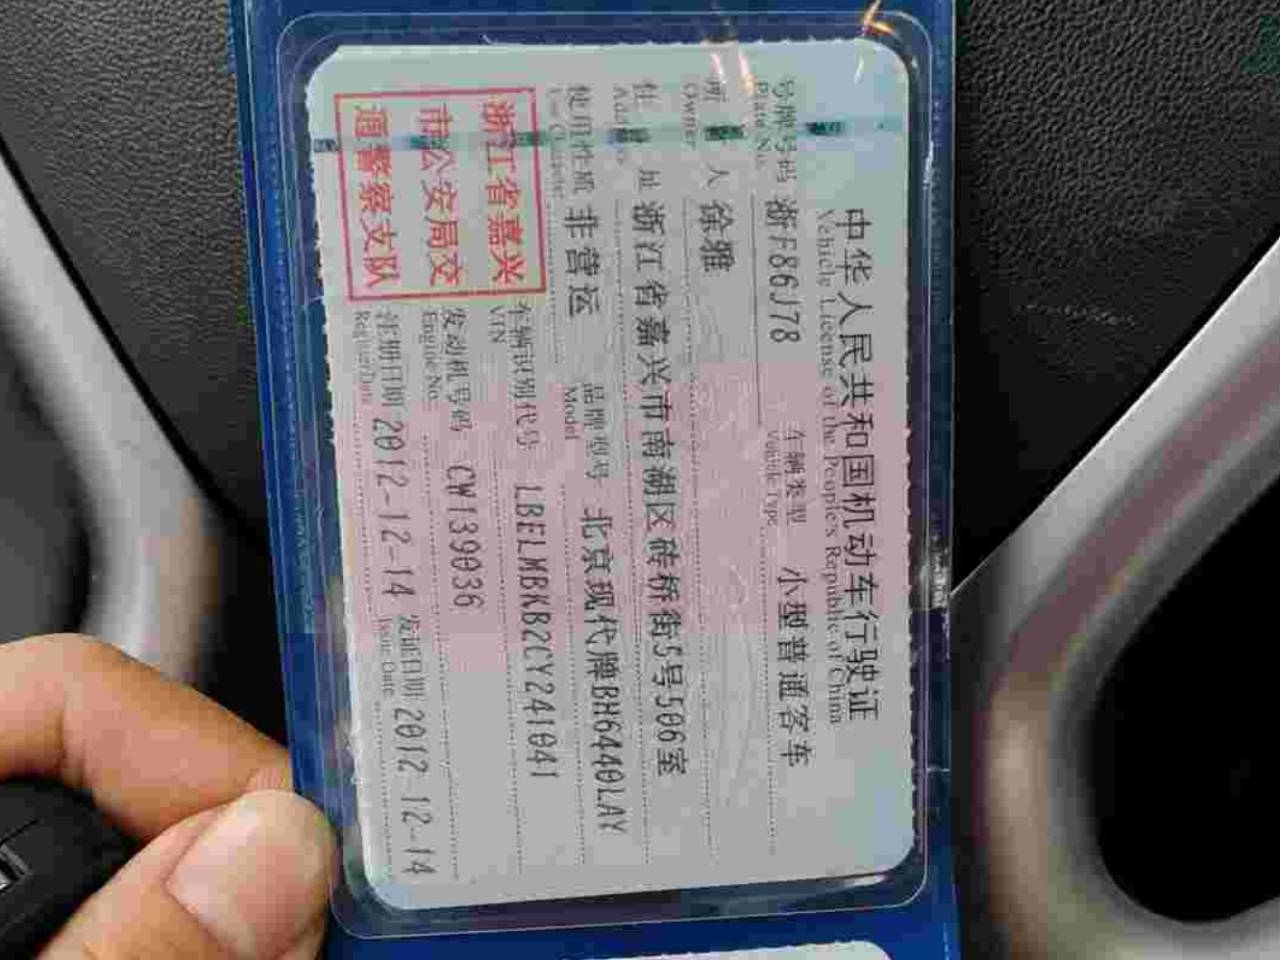 中华人民共和国机动车行驶证
Vehicle License of the People's Republic of China
号牌号码 浙F86J78 车辆类型 小型普通客车
Plate No. Vehicle Type
所有人 徐雅
Owner
住址 浙江省嘉兴市南湖区砖桥街5号506室
Address
使用性质 非营运 品牌型号 北京现代牌BH6440LAY
Use Character Model
浙江省嘉兴
市公安局交
通警察支队
车辆识别代号 LBELMBKB2CY241041
VIN
发动机号码 CW139036
Engine No.
注册日期 2012-12-14 发证日期 2012-12-14
Register Date Issue Date